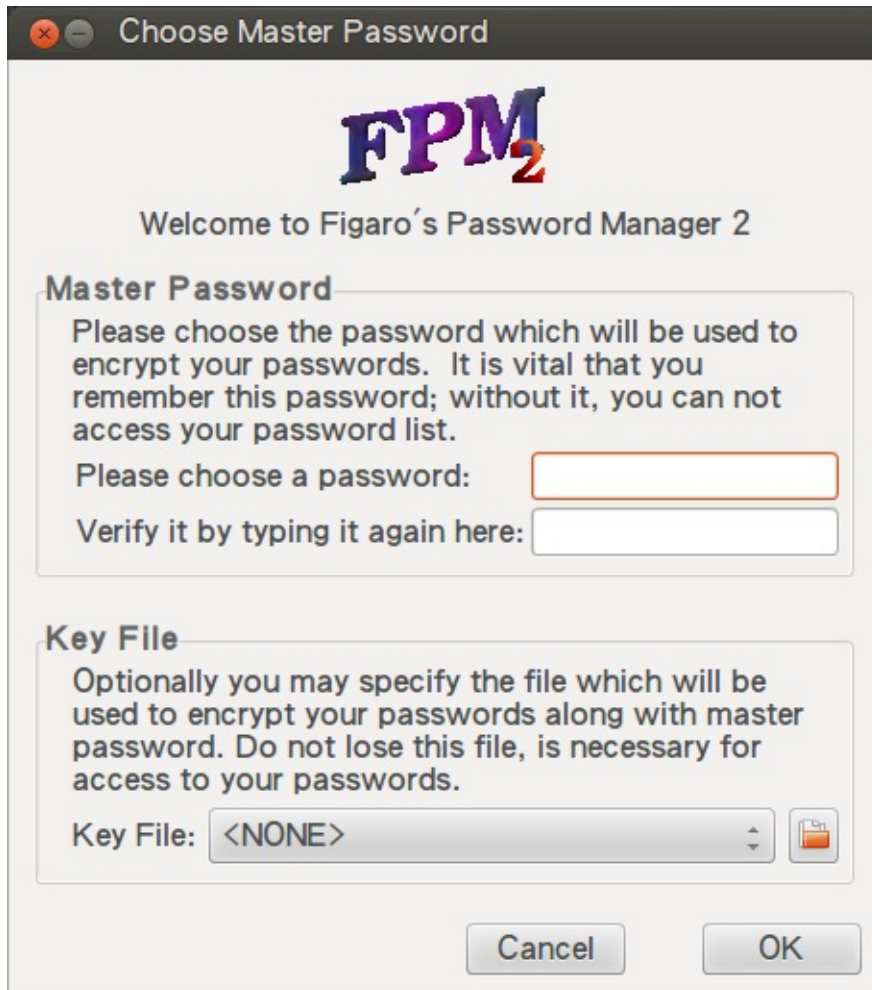 Choose Master Password
FPM2
Welcome to Figaro´s Password Manager 2
Master Password
Please choose the password which will be used to
encrypt your passwords.  It is vital that you
remember this password; without it, you can not
access your password list.
Please choose a password:
Verify it by typing it again here:
Key File
Optionally you may specify the file which will be
used to encrypt your passwords along with master
password. Do not lose this file, is necessary for
access to your passwords.
Key File: <NONE>
Cancel OK